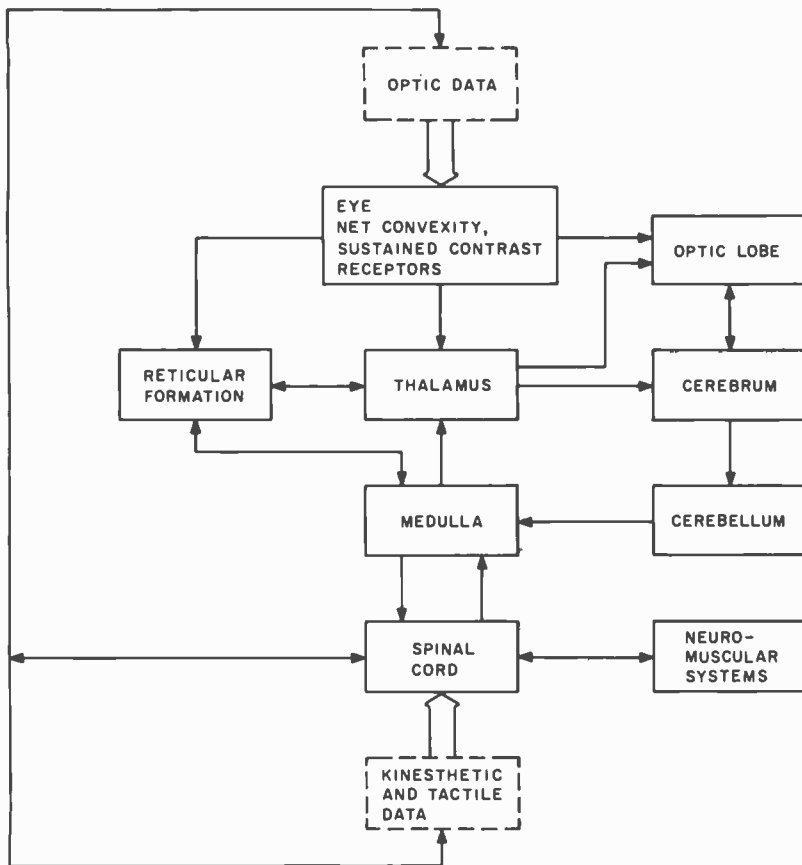 OPTIC DATA
EYE
NET CONVEXITY,
SUSTAINED CONTRAST
RECEPTORS
OPTIC LOBE
RETICULAR
FORMATION
THALAMUS
CEREBRUM
MEDULLA
CEREBELLUM
SPINAL
CORD
NEURO-
MUSCULAR
SYSTEMS
KINESTHETIC
AND TACTILE
DATA